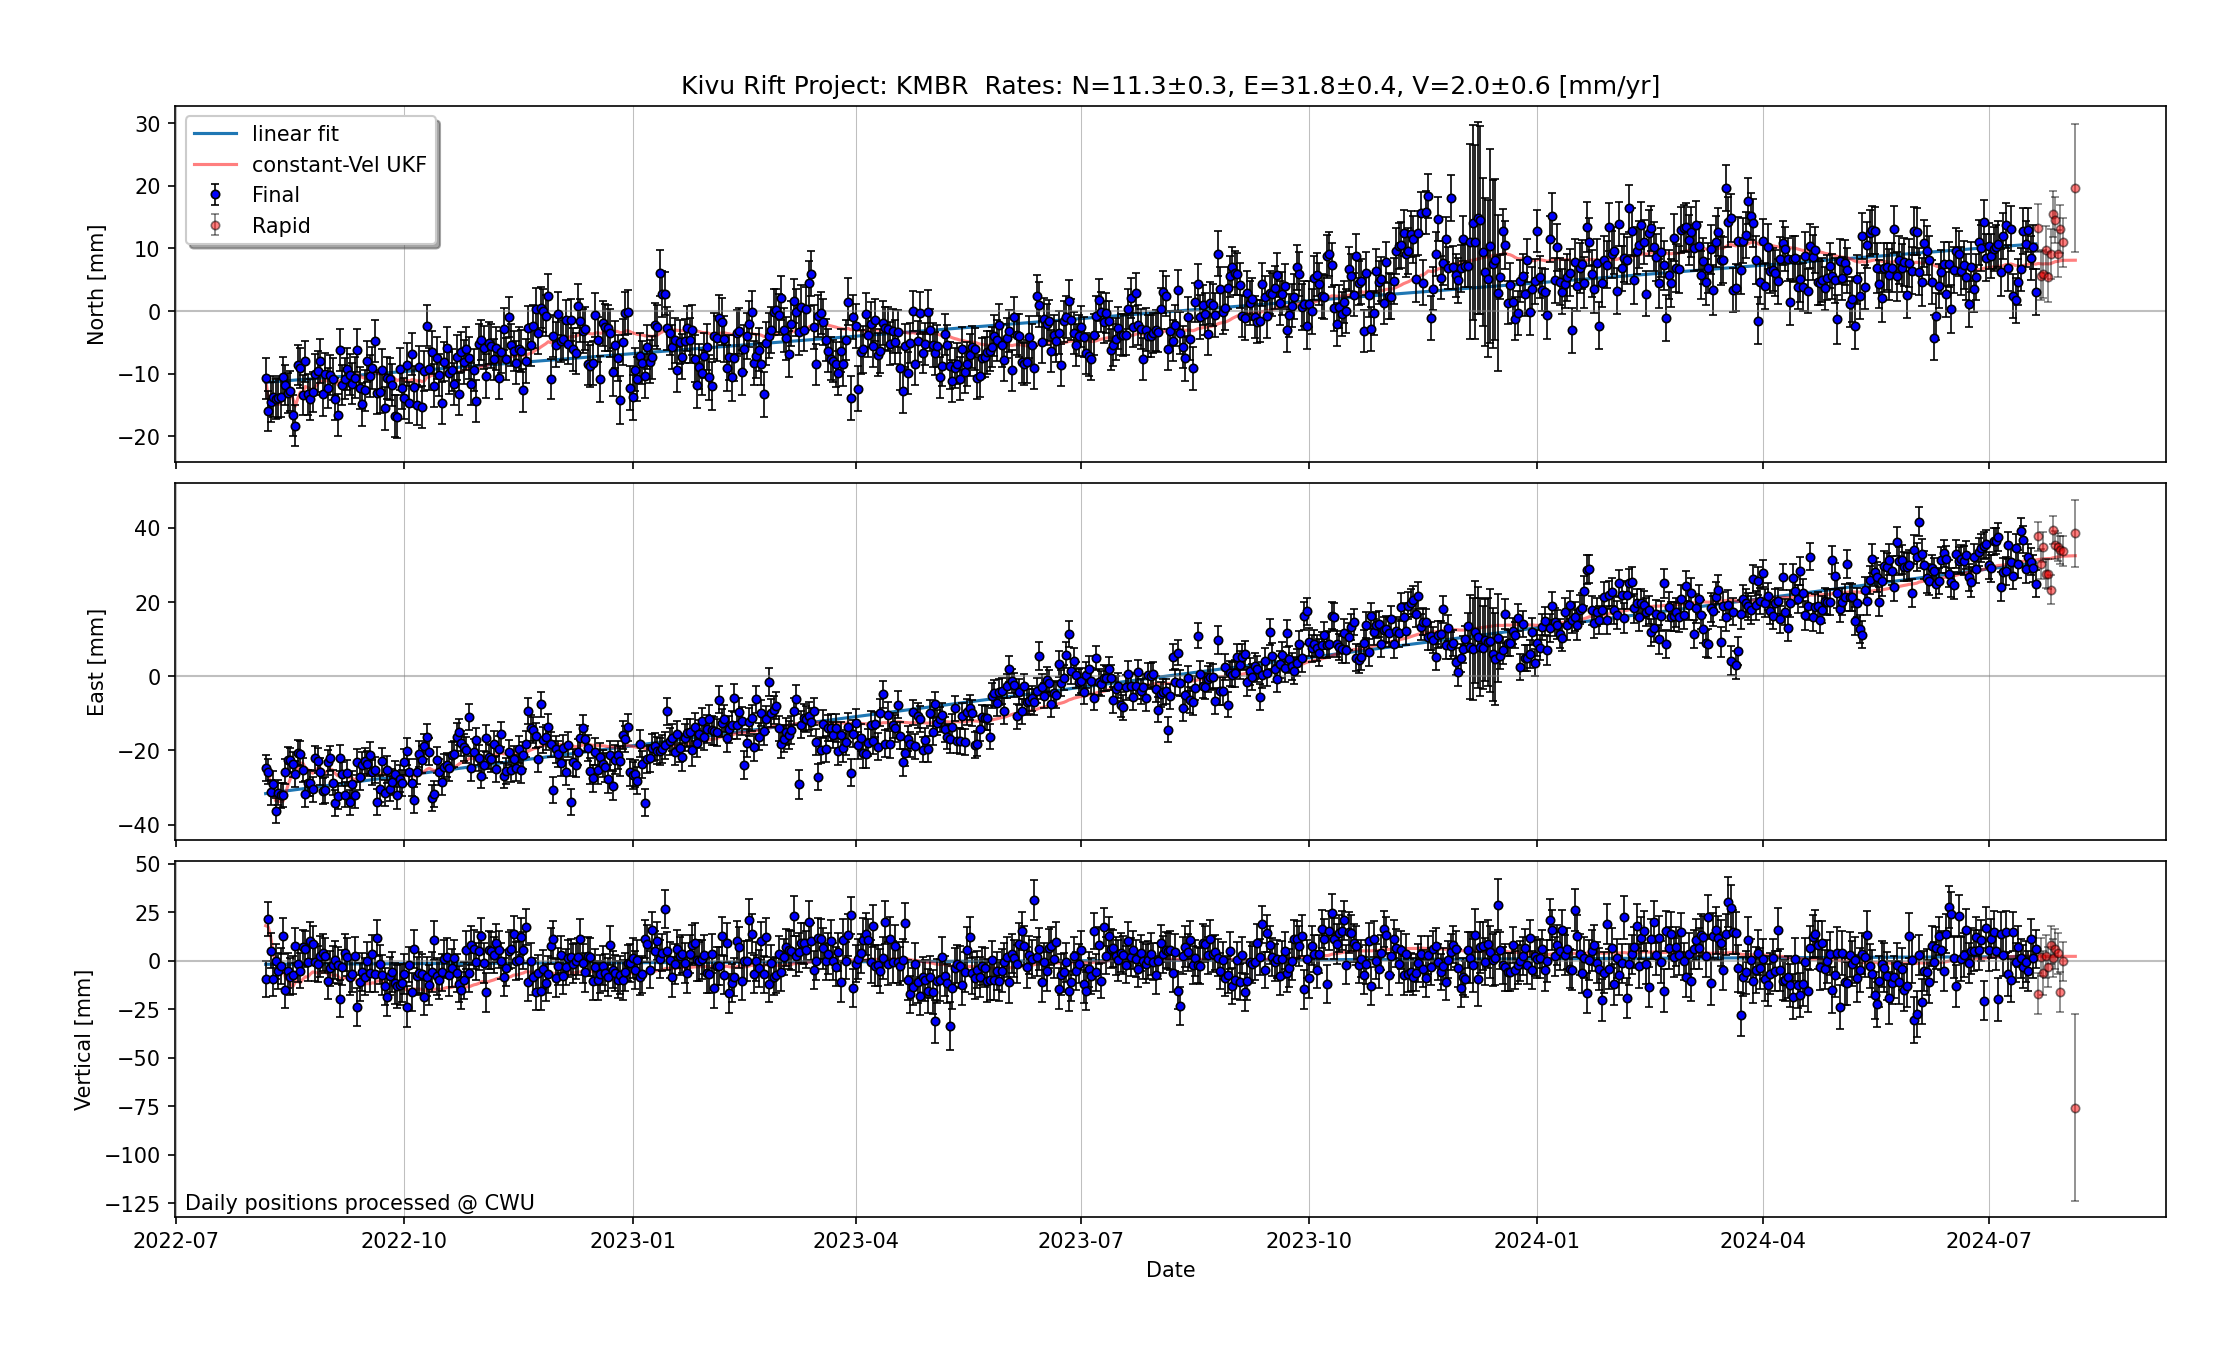 Kivu Rift Project: KMBR  Rates: N=11.3±0.3, E=31.8±0.4, V=2.0±0.6 [mm/yr]
linear fit
constant-Vel UKF
Final
Rapid
North [mm]
30
20
10
0
−10
−20
East [mm]
40
20
0
−20
−40
Vertical [mm]
50
25
0
−25
−50
−75
−100
−125
Daily positions processed @ CWU
2022-07 2022-10 2023-01 2023-04 2023-07 2023-10 2024-01 2024-04 2024-07
Date